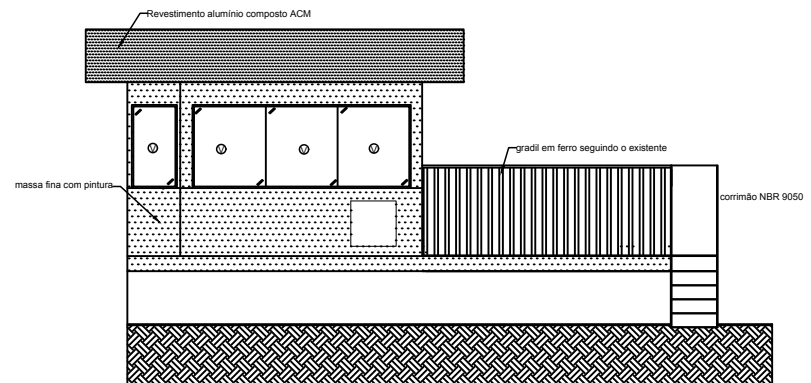 Revestimento alumínio composto ACM
V
V
V
V
gradil em ferro seguindo o existente
massa fina com pintura
corrimão NBR 9050